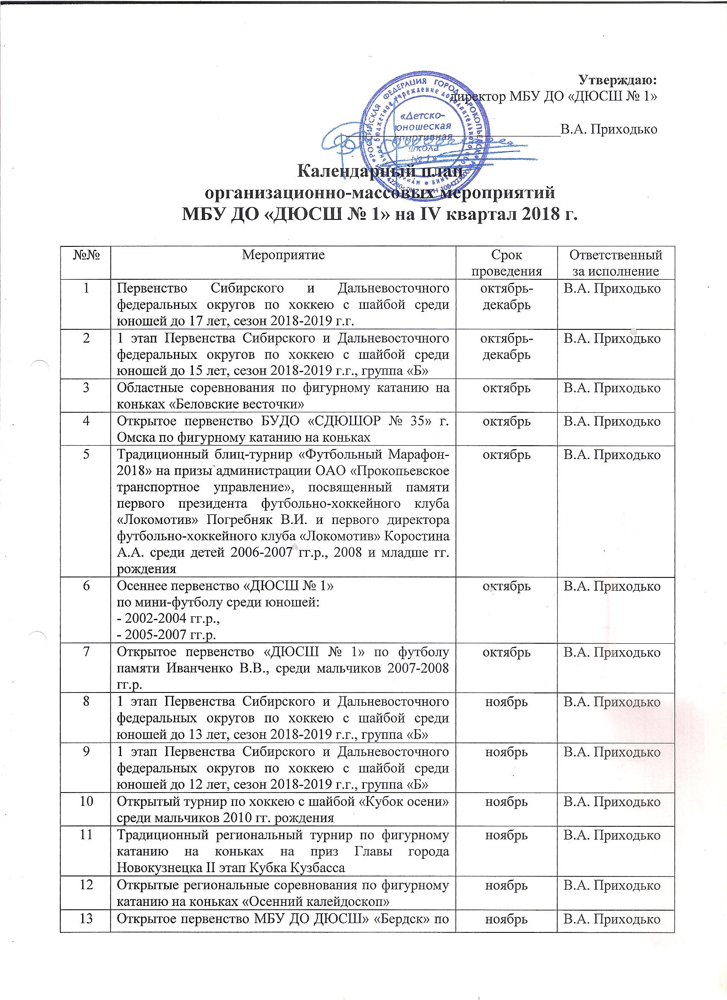 Утверждаю:
директор МБУ ДО «ДЮСШ № 1»
В.А. Приходько
РОССИЙСКАЯ ФЕДЕРАЦИЯ ГОРОД ПРОКОПЬЕВСК
бюджетное учреждение дополнительного образования
«Детско-
юношеская
спортивная
школа
№ 1»
Календарный план
организационно-массовых мероприятий
МБУ ДО «ДЮСШ № 1» на IV квартал 2018 г.
№№ Мероприятие Срок Ответственный
проведения за исполнение
1 Первенство Сибирского и Дальневосточного октябрь- В.А. Приходько
федеральных округов по хоккею с шайбой среди декабрь
юношей до 17 лет, сезон 2018-2019 г.г.
2 1 этап Первенства Сибирского и Дальневосточного октябрь- В.А. Приходько
федеральных округов по хоккею с шайбой среди декабрь
юношей до 15 лет, сезон 2018-2019 г.г., группа «Б»
3 Областные соревнования по фигурному катанию на октябрь В.А. Приходько
коньках «Беловские весточки»
4 Открытое первенство БУДО «СДЮШОР № 35» г. октябрь В.А. Приходько
Омска по фигурному катанию на коньках
5 Традиционный блиц-турнир «Футбольный Марафон- октябрь В.А. Приходько
2018» на призы администрации ОАО «Прокопьевское
транспортное управление», посвященный памяти
первого президента футбольно-хоккейного клуба
«Локомотив» Погребняк В.И. и первого директора
футбольно-хоккейного клуба «Локомотив» Коростина
А.А. среди детей 2006-2007 гг.р., 2008 и младше гг.
рождения
6 Осеннее первенство «ДЮСШ № 1» октябрь В.А. Приходько
по мини-футболу среди юношей:
- 2002-2004 гг.р.,
- 2005-2007 гг.р.
7 Открытое первенство «ДЮСШ № 1» по футболу октябрь В.А. Приходько
памяти Иванченко В.В., среди мальчиков 2007-2008
гг.р.
8 1 этап Первенства Сибирского и Дальневосточного ноябрь В.А. Приходько
федеральных округов по хоккею с шайбой среди
юношей до 13 лет, сезон 2018-2019 г.г., группа «Б»
9 1 этап Первенства Сибирского и Дальневосточного ноябрь В.А. Приходько
федеральных округов по хоккею с шайбой среди
юношей до 12 лет, сезон 2018-2019 г.г., группа «Б»
10 Открытый турнир по хоккею с шайбой «Кубок осени» ноябрь В.А. Приходько
среди мальчиков 2010 гг. рождения
11 Традиционный региональный турнир по фигурному ноябрь В.А. Приходько
катанию на коньках на приз Главы города
Новокузнецка II этап Кубка Кузбасса
12 Открытые региональные соревнования по фигурному ноябрь В.А. Приходько
катанию на коньках «Осенний калейдоскоп»
13 Открытое первенство МБУ ДО ДЮСШ» «Бердск» по ноябрь В.А. Приходько